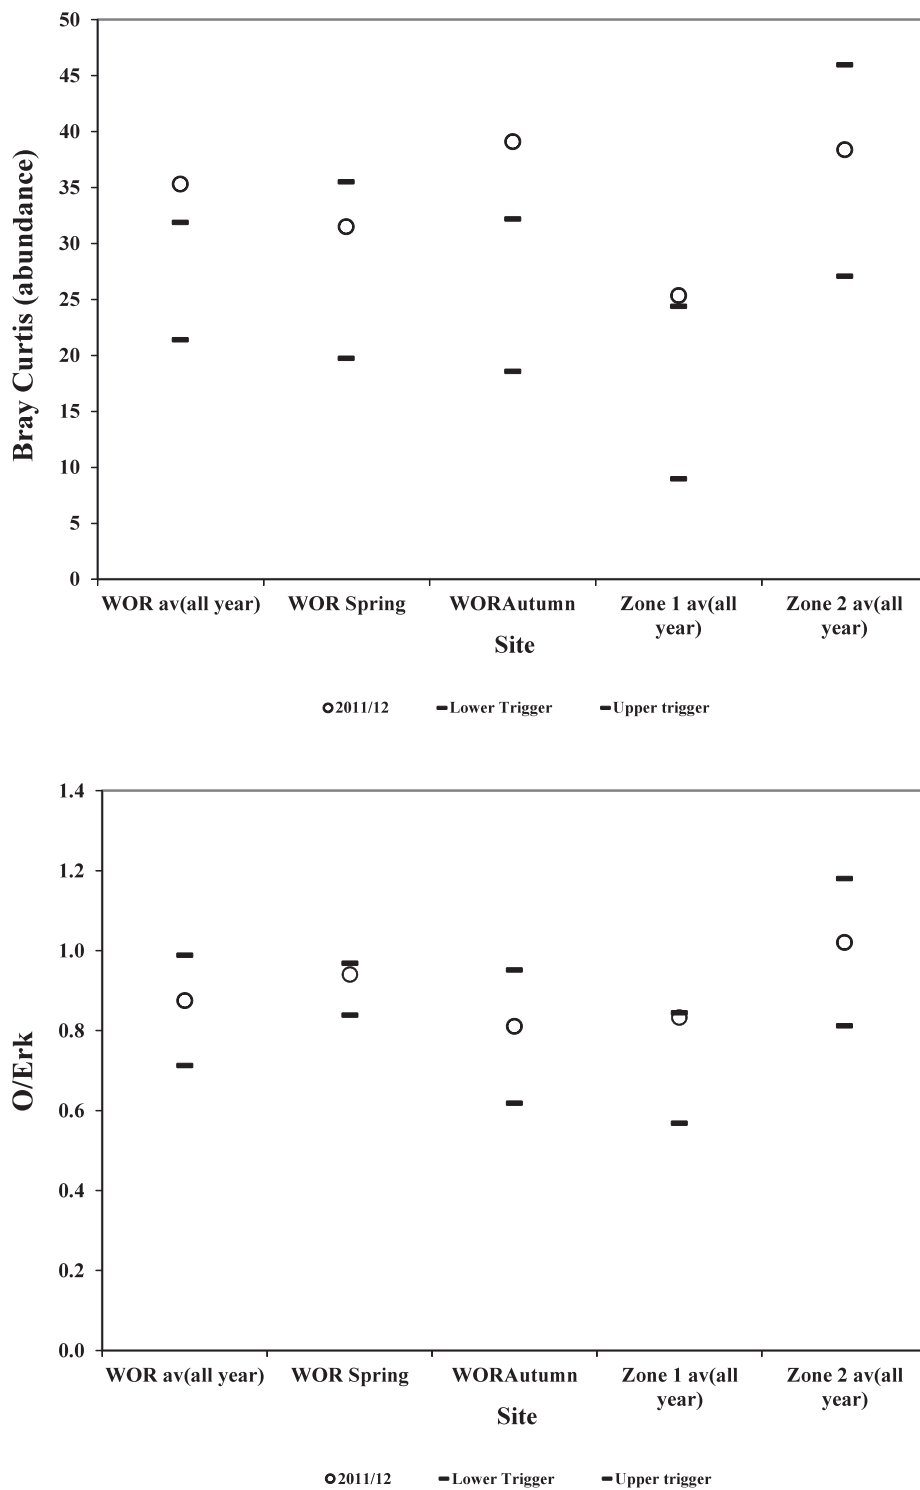 50
45
40
35
30
25
20
15
10
5
0
Bray Curtis (abundance)
WOR av(all year) WOR Spring WORAutumn Zone 1 av(all Zone 2 av(all
year) year)
Site
2011/12 Lower Trigger Upper trigger
1.4
1.2
1.0
0.8
0.6
0.4
0.2
0.0
O/Erk
WOR av(all year) WOR Spring WORAutumn Zone 1 av(all Zone 2 av(all
year) year)
Site
2011/12 Lower Trigger Upper trigger